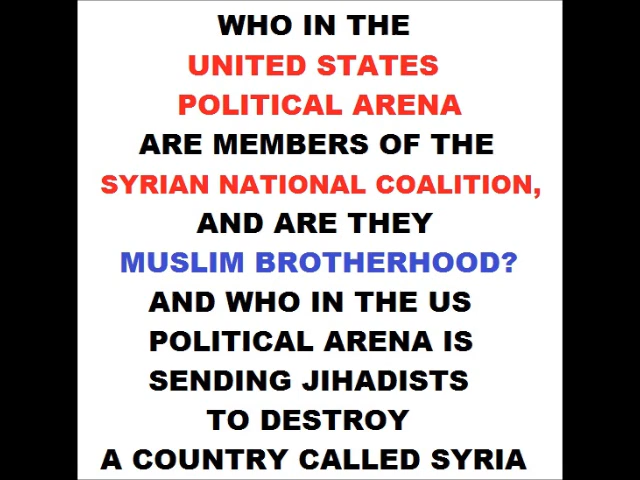 WHO IN THE
UNITED STATES
POLITICAL ARENA
ARE MEMBERS OF THE
SYRIAN NATIONAL COALITION,
AND ARE THEY
MUSLIM BROTHERHOOD?
AND WHO IN THE US
POLITICAL ARENA IS
SENDING JIHADISTS
TO DESTROY
A COUNTRY CALLED SYRIA